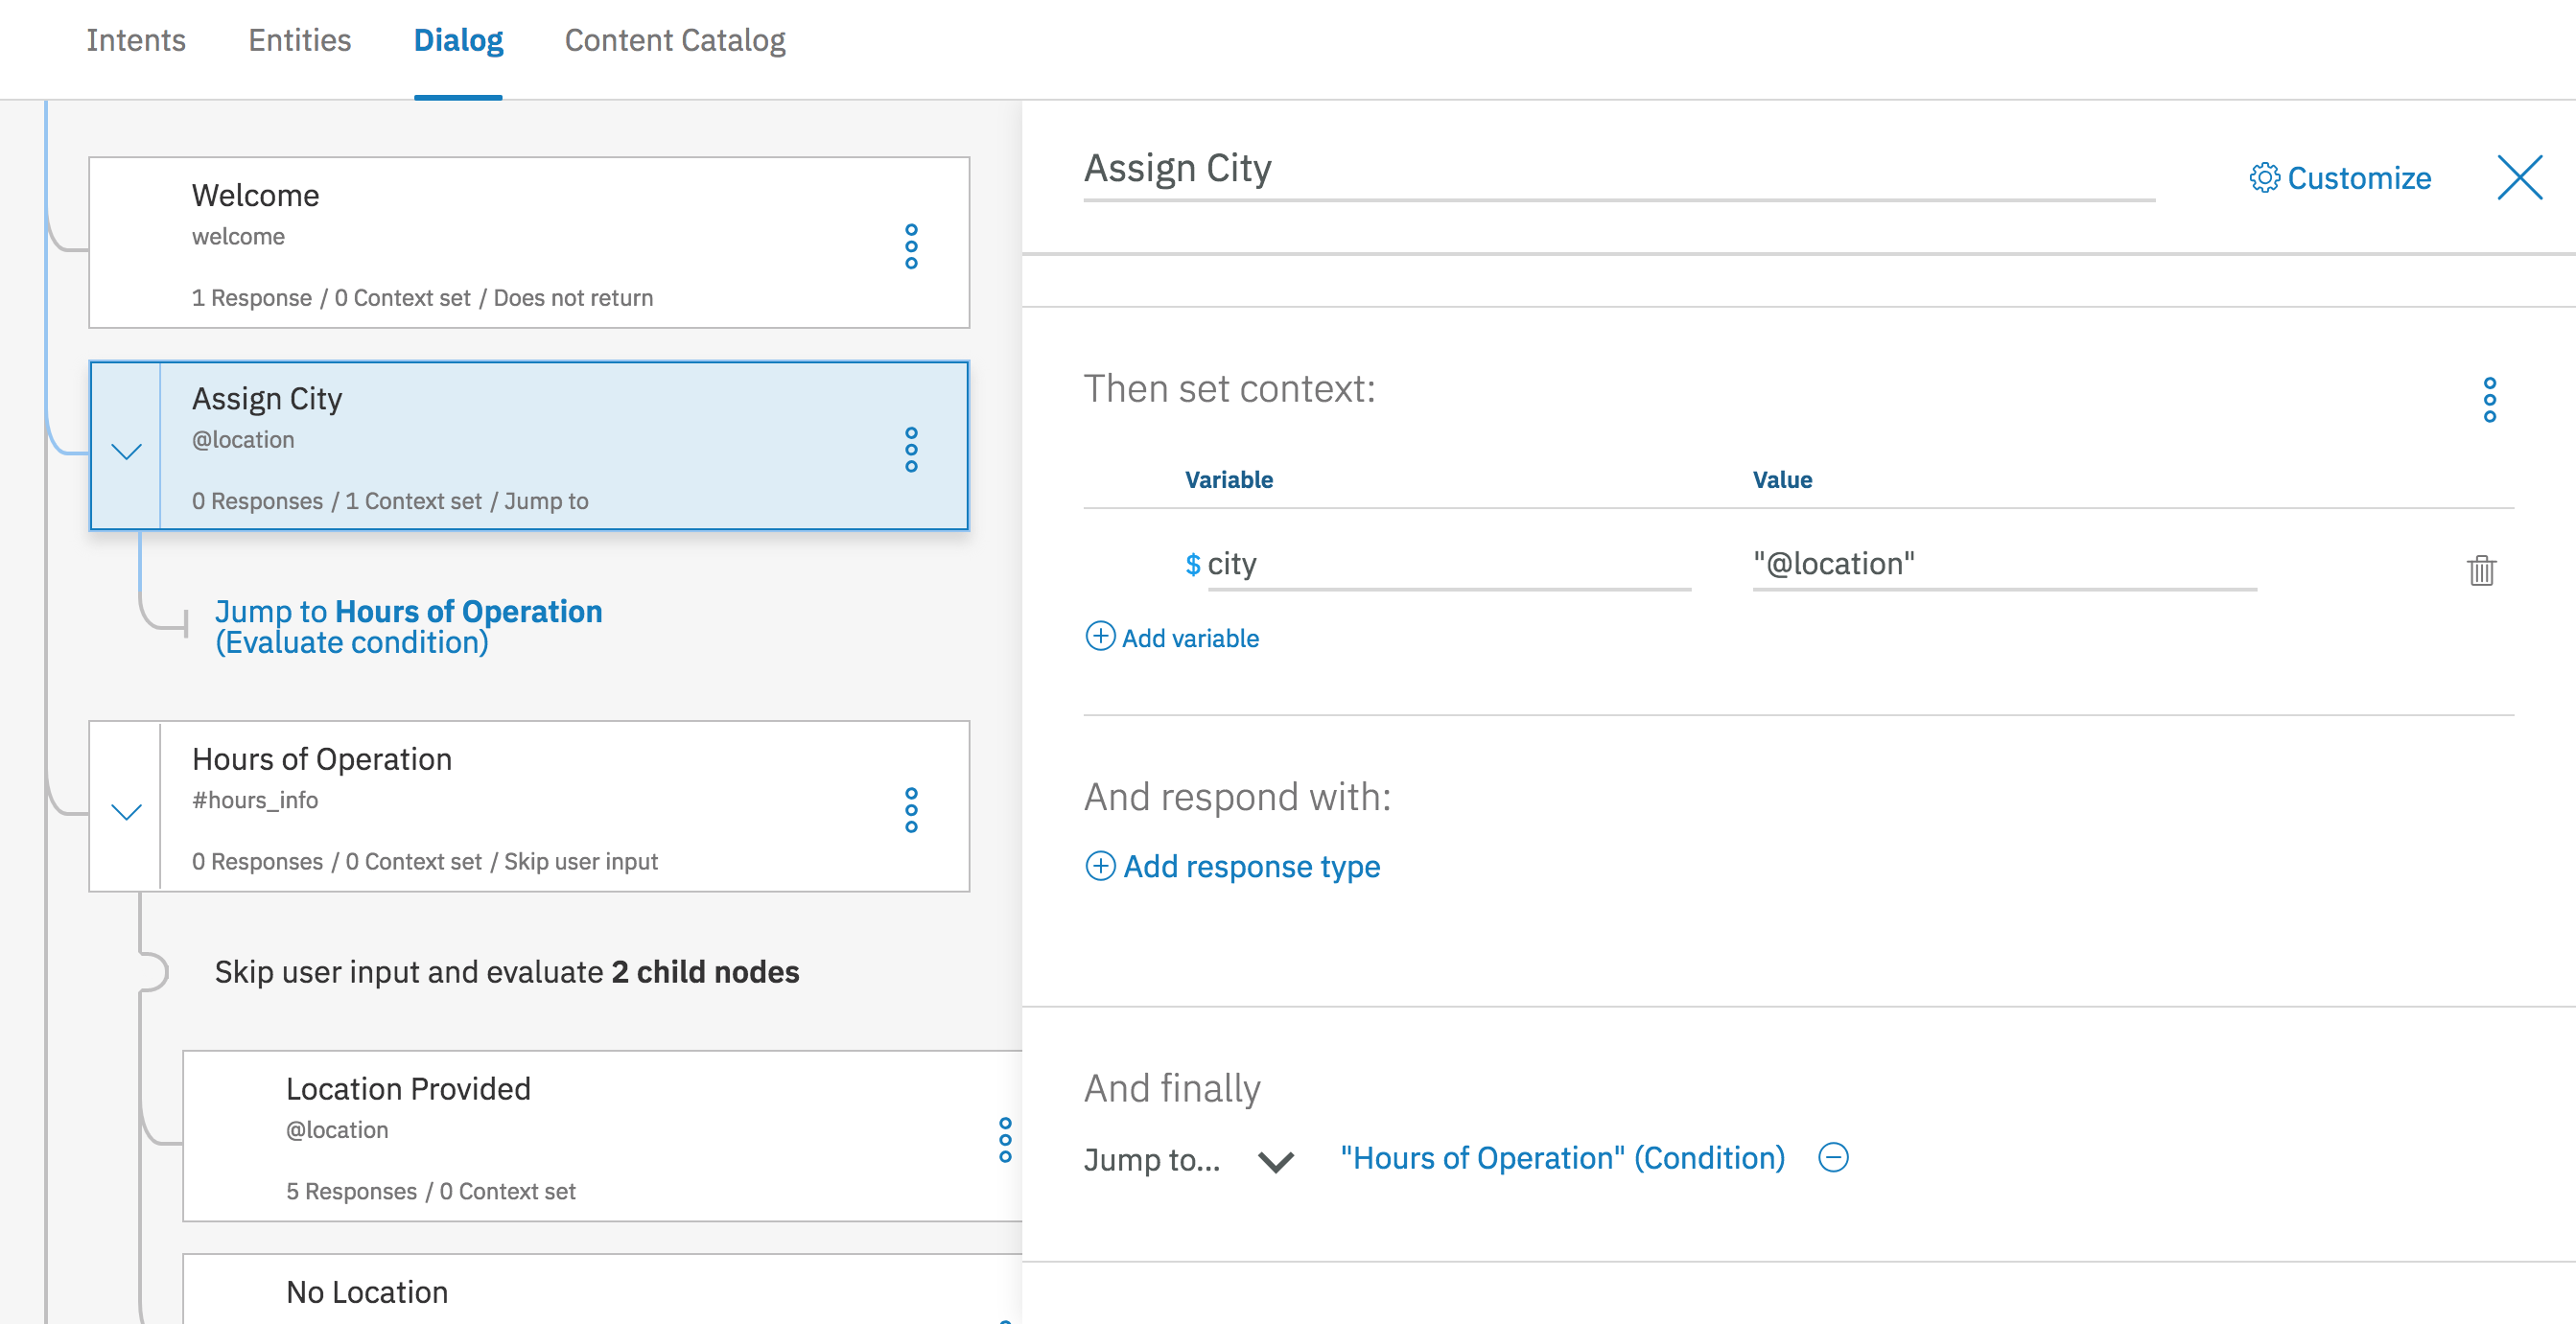 Intents Entities Dialog Content Catalog
Welcome
welcome
1 Response / 0 Context set / Does not return
Assign City
@location
0 Responses / 1 Context set / Jump to
Jump to Hours of Operation
(Evaluate condition)
Hours of Operation
#hours_info
0 Responses / 0 Context set / Skip user input
Skip user input and evaluate 2 child nodes
Location Provided
@location
5 Responses / 0 Context set
No Location
Assign City
Customize
Then set context:
Variable Value
$ city "@location"
Add variable
And respond with:
Add response type
And finally
Jump to... "Hours of Operation" (Condition)